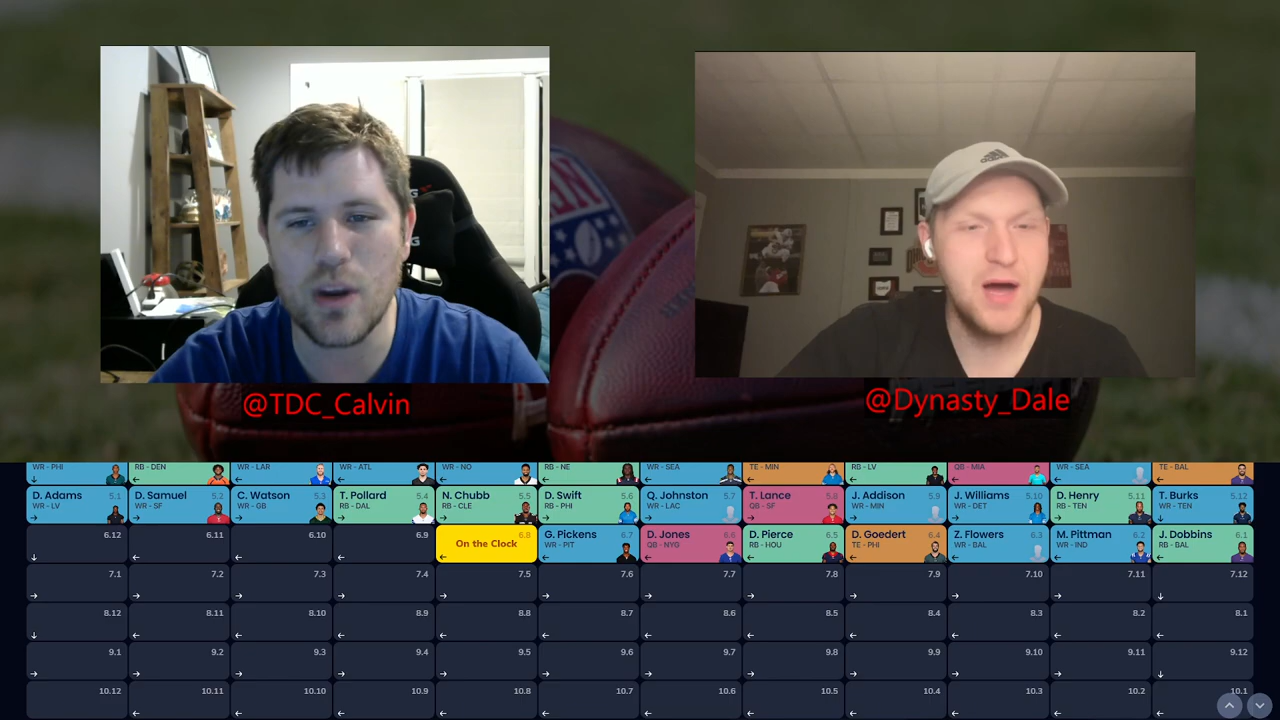 @TDC_Calvin
@Dynasty_Dale
WR - PHI RB - DEN WR - LAR WR - ATL WR - NO RB - NE WR - SEA TE - MIN RB - LV QB - MIA WR - SEA TE - BAL
D. Adams 5.1 D. Samuel 5.2 C. Watson 5.3 T. Pollard 5.4 N. Chubb 5.5 D. Swift 5.6 Q. Johnston 5.7 T. Lance 5.8 J. Addison 5.9 J. Williams 5.10 D. Henry 5.11 T. Burks 5.12
WR - LV WR - SF WR - GB RB - DAL RB - CLE RB - PHI WR - LAC QB - SF WR - MIN WR - DET RB - TEN WR - TEN
6.12 6.11 6.10 6.9 On the Clock 6.8 G. Pickens 6.7 D. Jones 6.6 D. Pierce 6.5 D. Goedert 6.4 Z. Flowers 6.3 M. Pittman 6.2 J. Dobbins 6.1
WR - PIT QB - NYG RB - HOU TE - PHI WR - BAL WR - IND RB - BAL
7.1 7.2 7.3 7.4 7.5 7.6 7.7 7.8 7.9 7.10 7.11 7.12
8.12 8.11 8.10 8.9 8.8 8.7 8.6 8.5 8.4 8.3 8.2 8.1
9.1 9.2 9.3 9.4 9.5 9.6 9.7 9.8 9.9 9.10 9.11 9.12
10.12 10.11 10.10 10.9 10.8 10.7 10.6 10.5 10.4 10.3 10.2 10.1